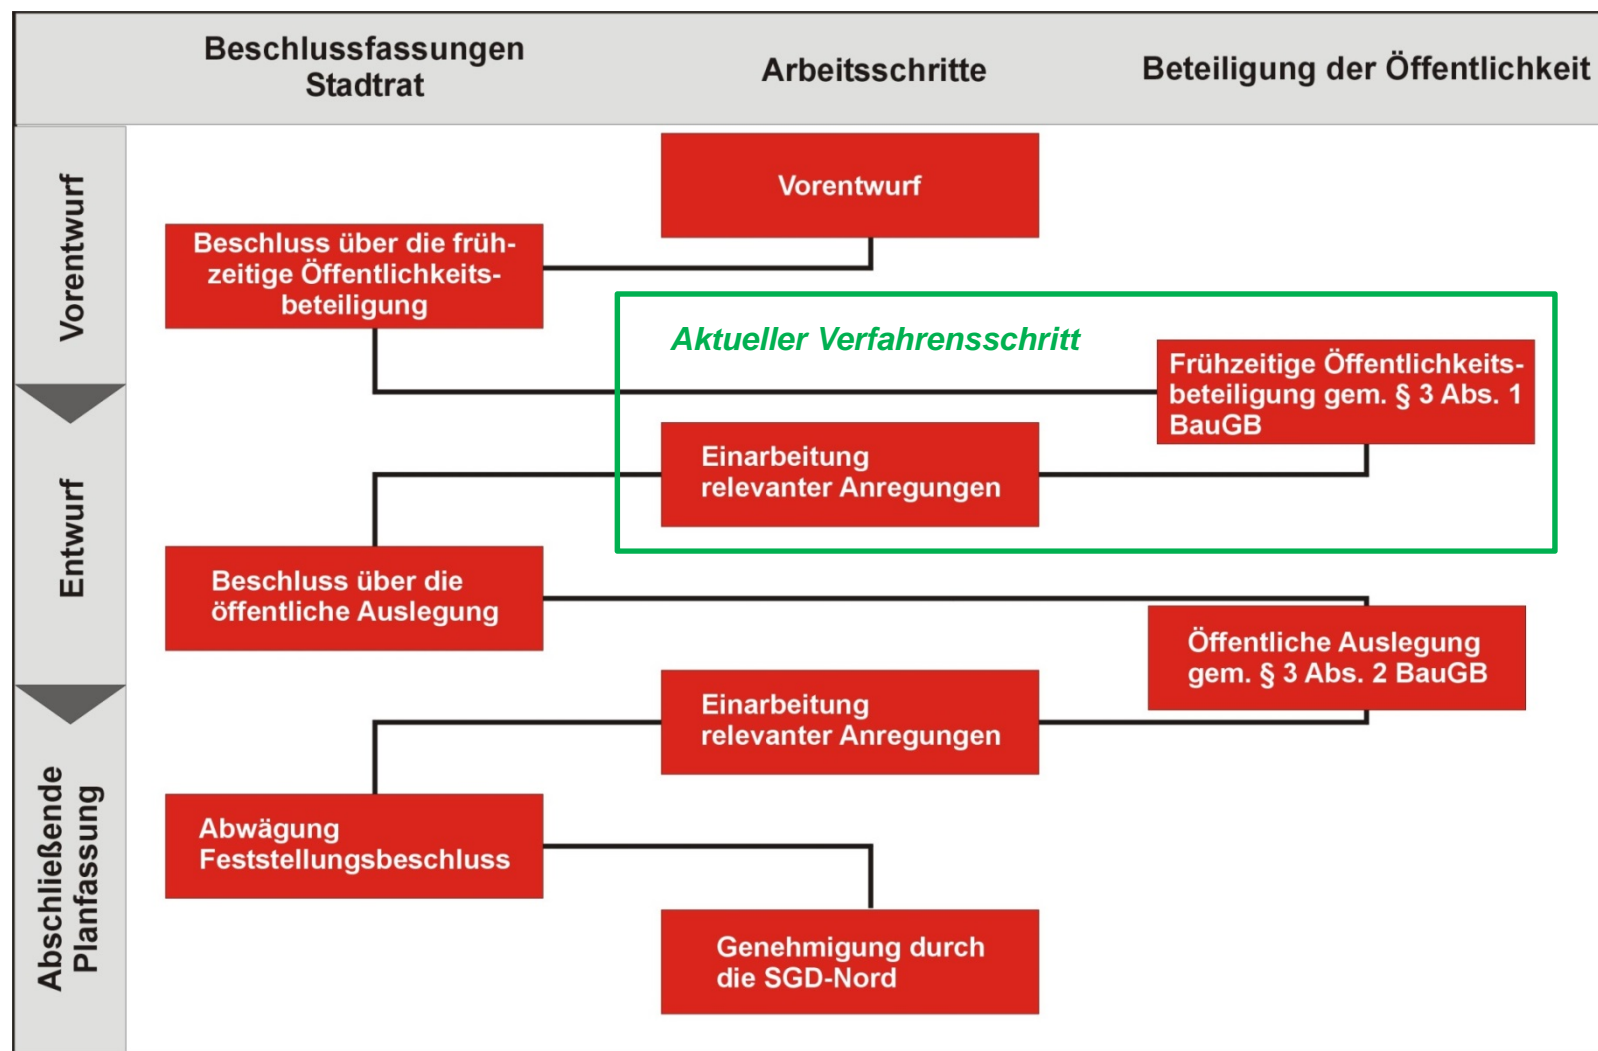 Beschlussfassungen
Stadtrat
Arbeitsschritte
Beteiligung der Öffentlichkeit
Vorentwurf
Vorentwurf
Beschluss über die früh-
zeitige Öffentlichkeits-
beteiligung
Aktueller Verfahrensschritt
Frühzeitige Öffentlichkeits-
beteiligung gem. § 3 Abs. 1
BauGB
Entwurf
Einarbeitung
relevanter Anregungen
Beschluss über die
öffentliche Auslegung
Öffentliche Auslegung
gem. § 3 Abs. 2 BauGB
Einarbeitung
relevanter Anregungen
Abschließende
Planfassung
Abwägung
Feststellungsbeschluss
Genehmigung durch
die SGD-Nord